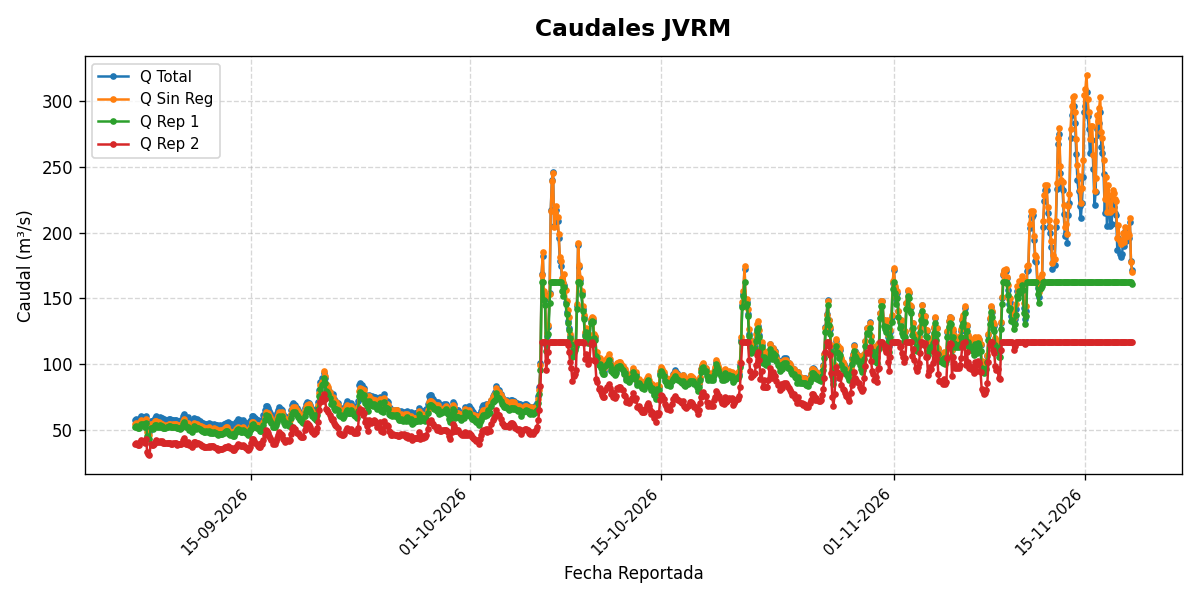 Caudales JVRM
Q Total
Q Sin Reg
Q Rep 1
Q Rep 2
Caudal (m³/s)
300
250
200
150
100
50
15-09-2026
01-10-2026
15-10-2026
01-11-2026
15-11-2026
Fecha Reportada